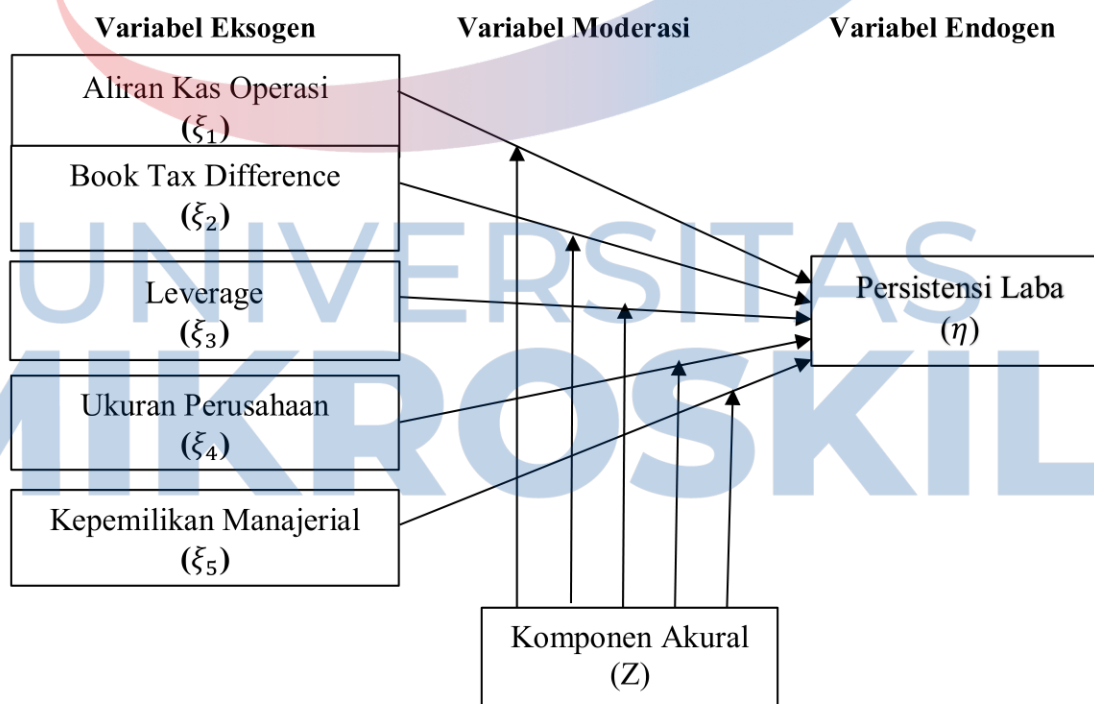 Variabel Eksogen
Variabel Moderasi
Variabel Endogen
Aliran Kas Operasi
(ξ₁)
Book Tax Difference
(ξ₂)
Leverage
(ξ₃)
Ukuran Perusahaan
(ξ₄)
Kepemilikan Manajerial
(ξ₅)
Persistensi Laba
(η)
Komponen Akural
(Z)
UNIVERSITAS
MIKROSKIL